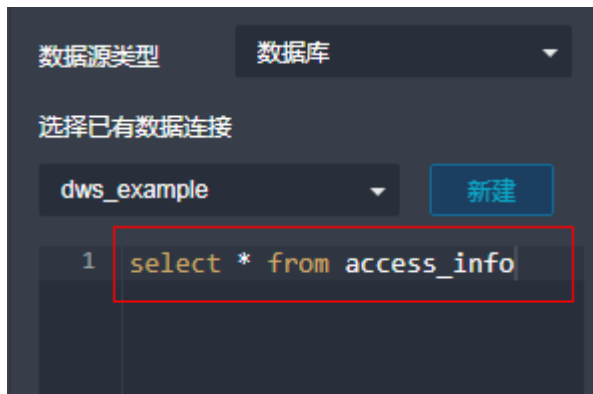 数据源类型 数据库
选择已有数据连接
dws_example 新建
1 select * from access_info